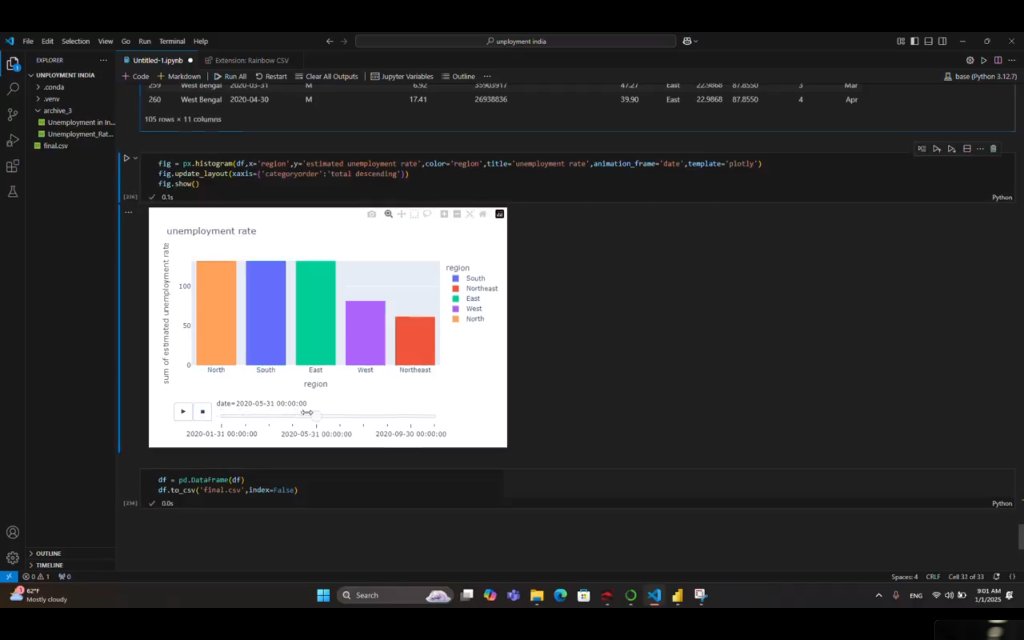 File Edit Selection View Go Run Terminal Help
unployment india
EXPLORER
Untitled-1.ipynb
Extension: Rainbow CSV
UNPLOYMENT INDIA
.conda
.venv
archive_3
Unemployment in In...
Unemployment_Rat...
final.csv
Code Markdown Run All Restart Clear All Outputs Jupyter Variables Outline
base (Python 3.12.7)
259 West Bengal 2020-03-31 M 6.92 35903917 47.27 East 22.9868 87.8550 3 Mar
260 West Bengal 2020-04-30 M 17.41 26938836 39.90 East 22.9868 87.8550 4 Apr
105 rows × 11 columns
fig = px.histogram(df,x='region',y='estimated unemployment rate',color='region',title='unemployment rate',animation_frame='date',template='plotly')
fig.update_layout(xaxis={'categoryorder':'total descending'})
fig.show()
0.1s
Python
unemployment rate
sum of estimated unemployment rate
100
50
0
North South East West Northeast
region
region
South
Northeast
East
West
North
date=2020-05-31 00:00:00
2020-01-31 00:00:00 2020-05-31 00:00:00 2020-09-30 00:00:00
df = pd.DataFrame(df)
df.to_csv('final.csv',index=False)
0.0s
Python
OUTLINE
TIMELINE
0 1 0
Spaces: 4 CRLF Cell 33 of 33
62°F
Mostly cloudy
Search
ENG
9:01 AM
1/1/2025